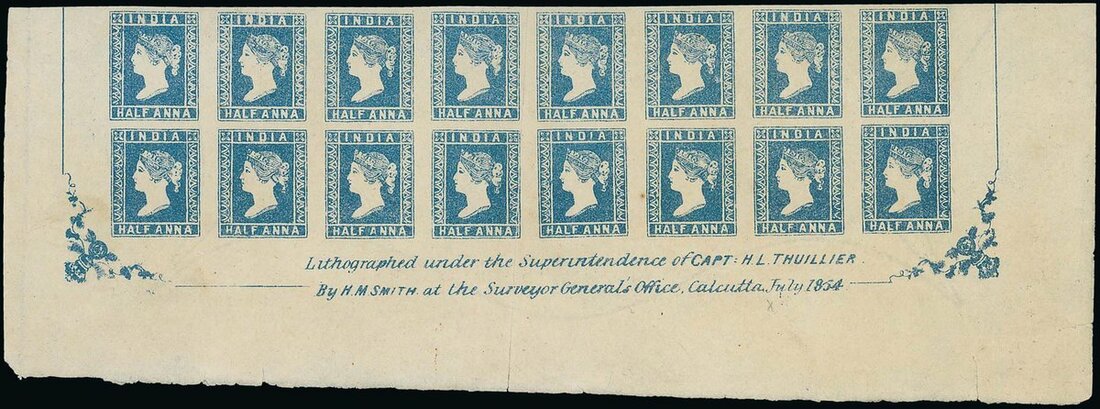 INDIA INDIA INDIA INDIA INDIA INDIA INDIA INDIA
HALF ANNA HALF ANNA HALF ANNA HALF ANNA HALF ANNA HALF ANNA HALF ANNA HALF ANNA
INDIA INDIA INDIA INDIA INDIA INDIA INDIA INDIA
HALF ANNA HALF ANNA HALF ANNA HALF ANNA HALF ANNA HALF ANNA HALF ANNA HALF ANNA
Lithographed under the Superintendence of CAPT: H.L. THUILLIER.
By H.M SMITH. at the Surveyor General's Office, Calcutta July 1854